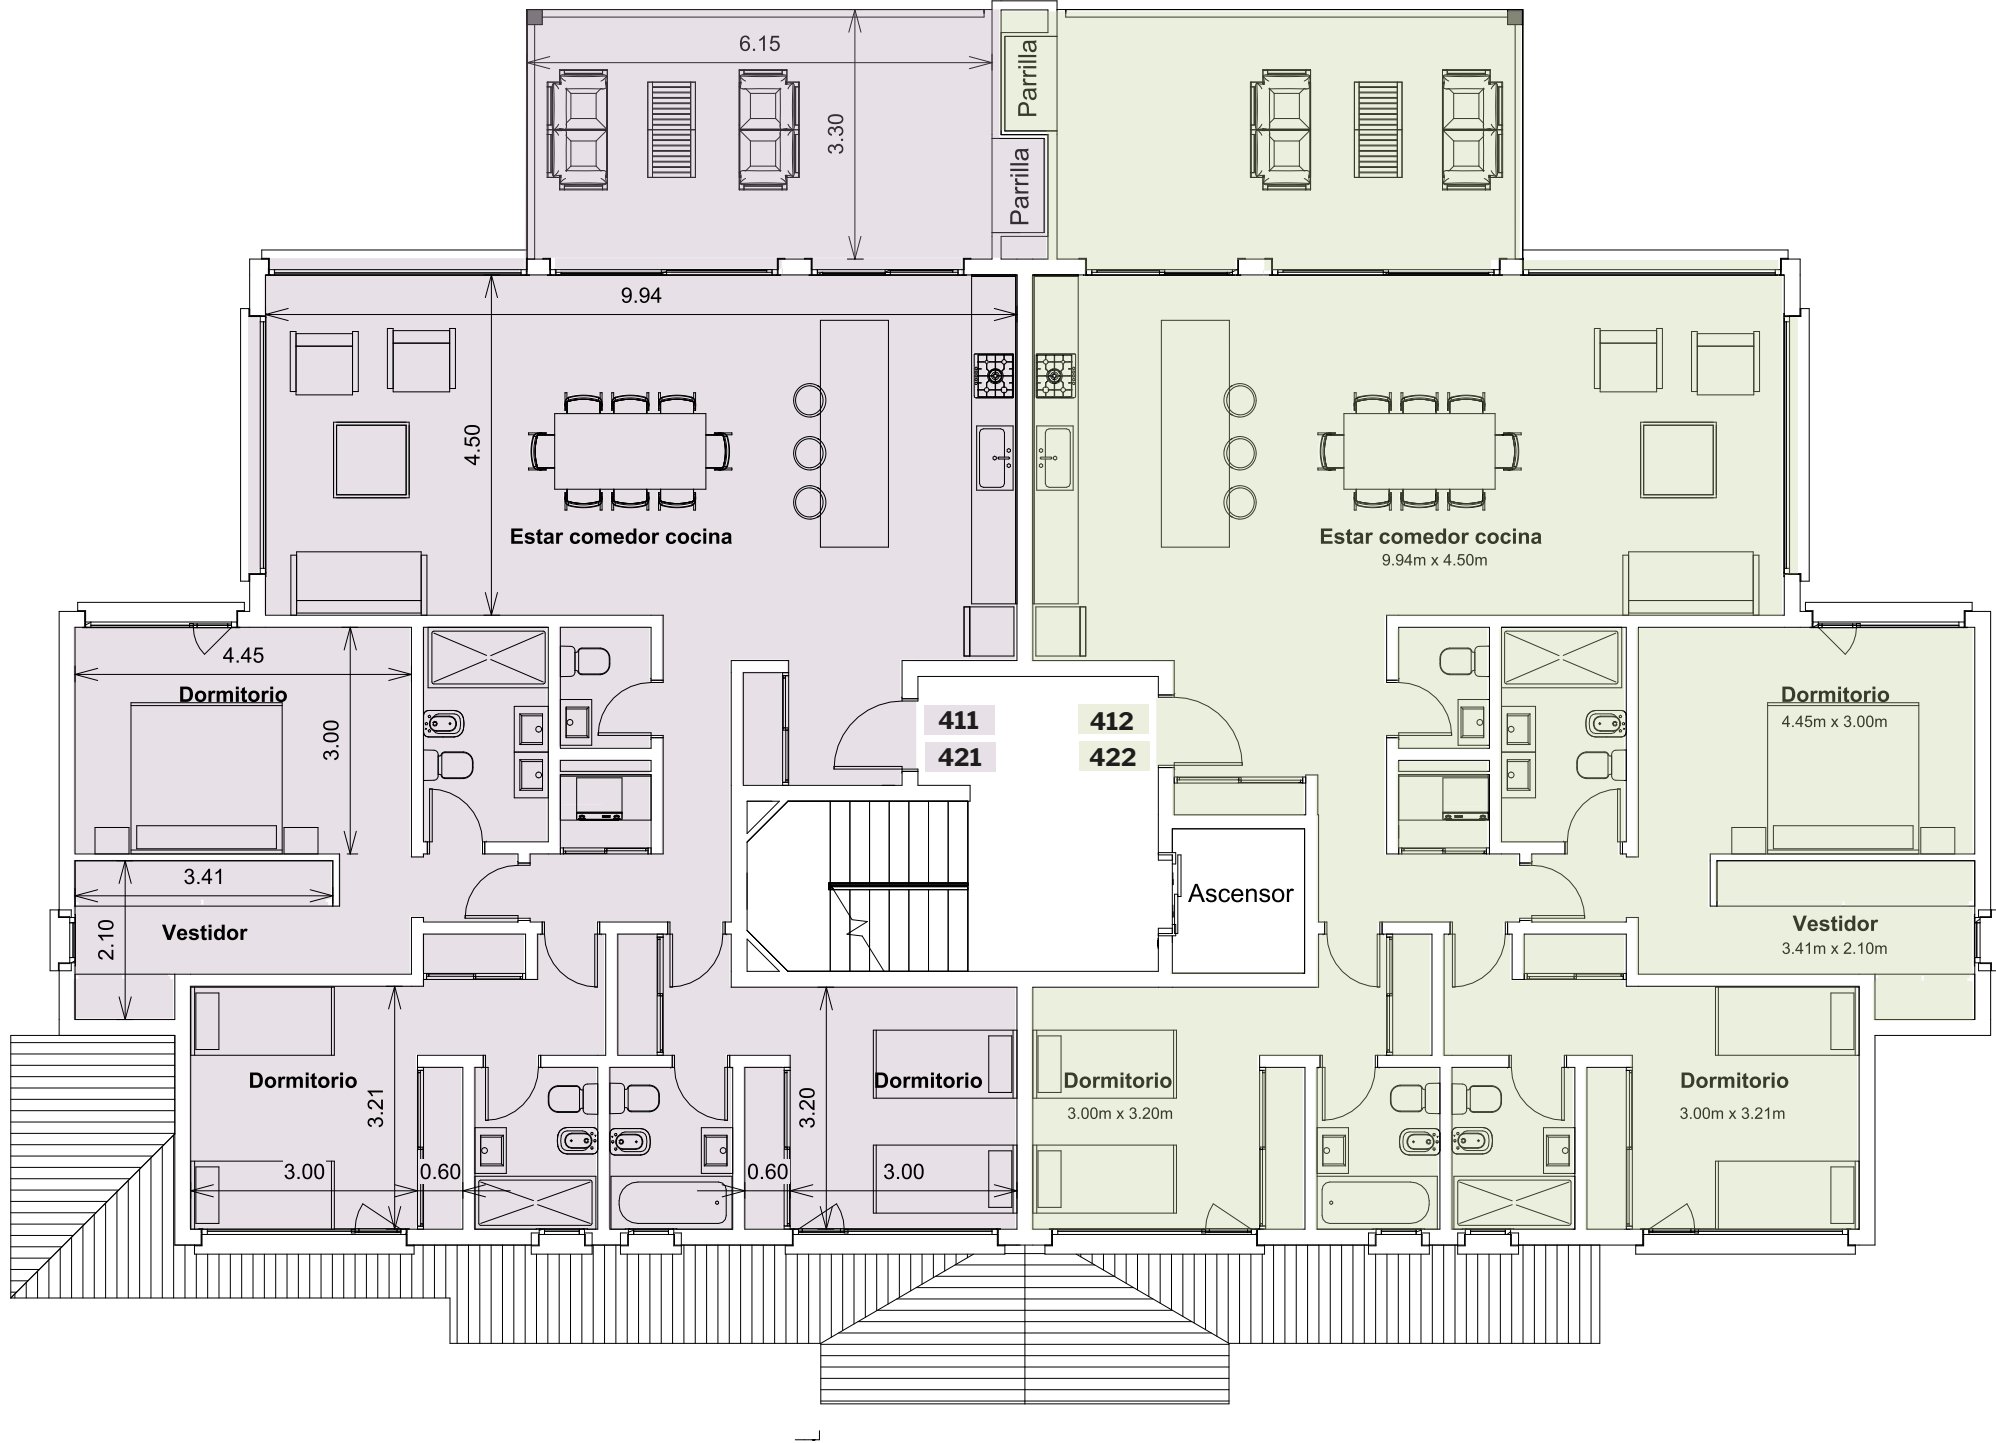 6.15
3.30
Parrilla
Parrilla
9.94
4.50
Estar comedor cocina
Estar comedor cocina
9.94m x 4.50m
4.45
Dormitorio
3.00
411
421
412
422
Dormitorio
4.45m x 3.00m
3.41
2.10
Vestidor
Ascensor
Vestidor
3.41m x 2.10m
Dormitorio
3.21
3.00
0.60
Dormitorio
3.20
0.60
3.00
Dormitorio
3.00m x 3.20m
Dormitorio
3.00m x 3.21m